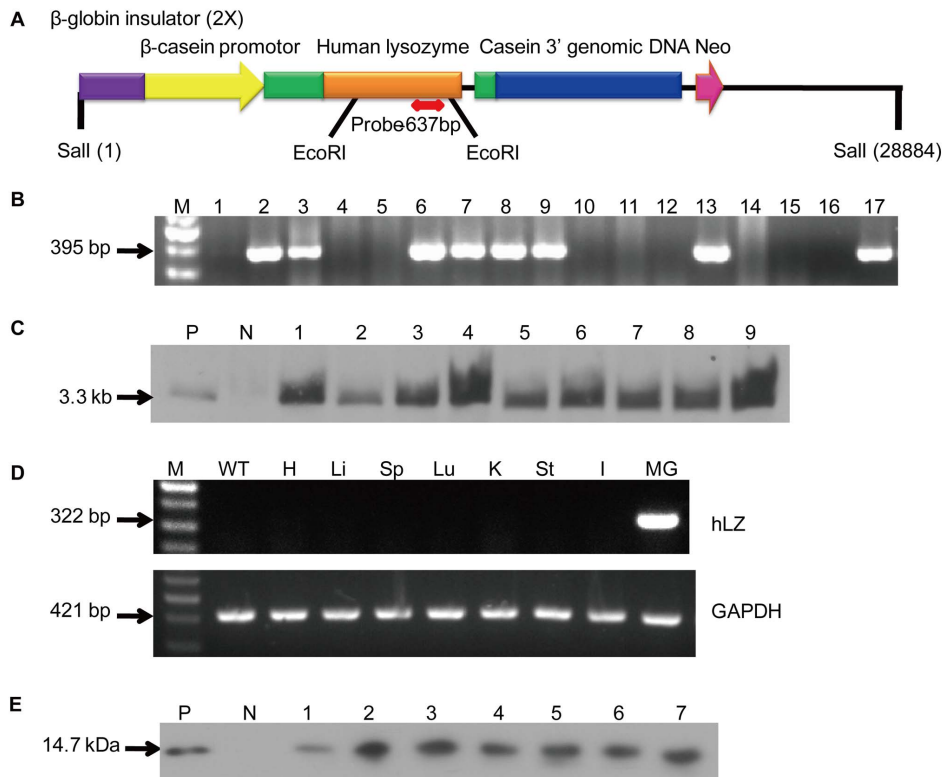 A
β-globin insulator (2X)
β-casein promotor Human lysozyme Casein 3' genomic DNA Neo
Probe-637bp
SalI (1) EcoRI EcoRI SalI (28884)
B
M 1 2 3 4 5 6 7 8 9 10 11 12 13 14 15 16 17
395 bp
C
P N 1 2 3 4 5 6 7 8 9
3.3 kb
D
M WT H Li Sp Lu K St I MG
322 bp hLZ
421 bp GAPDH
E
P N 1 2 3 4 5 6 7
14.7 kDa